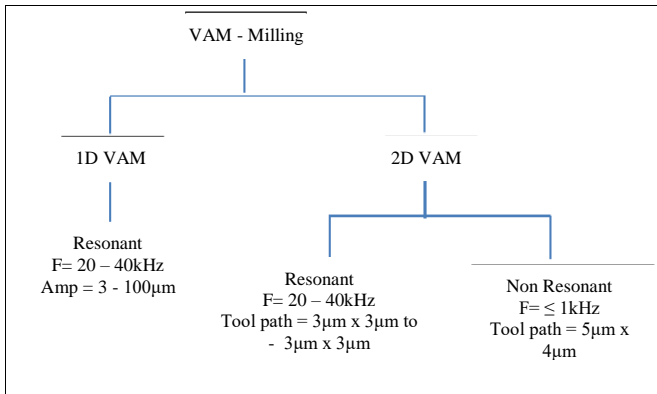 VAM - Milling
1D VAM
2D VAM
Resonant
F= 20 – 40kHz
Amp = 3 - 100µm
Resonant
F= 20 – 40kHz
Tool path = 3µm x 3µm to
- 3µm x 3µm
Non Resonant
F= ≤ 1kHz
Tool path = 5µm x
4µm